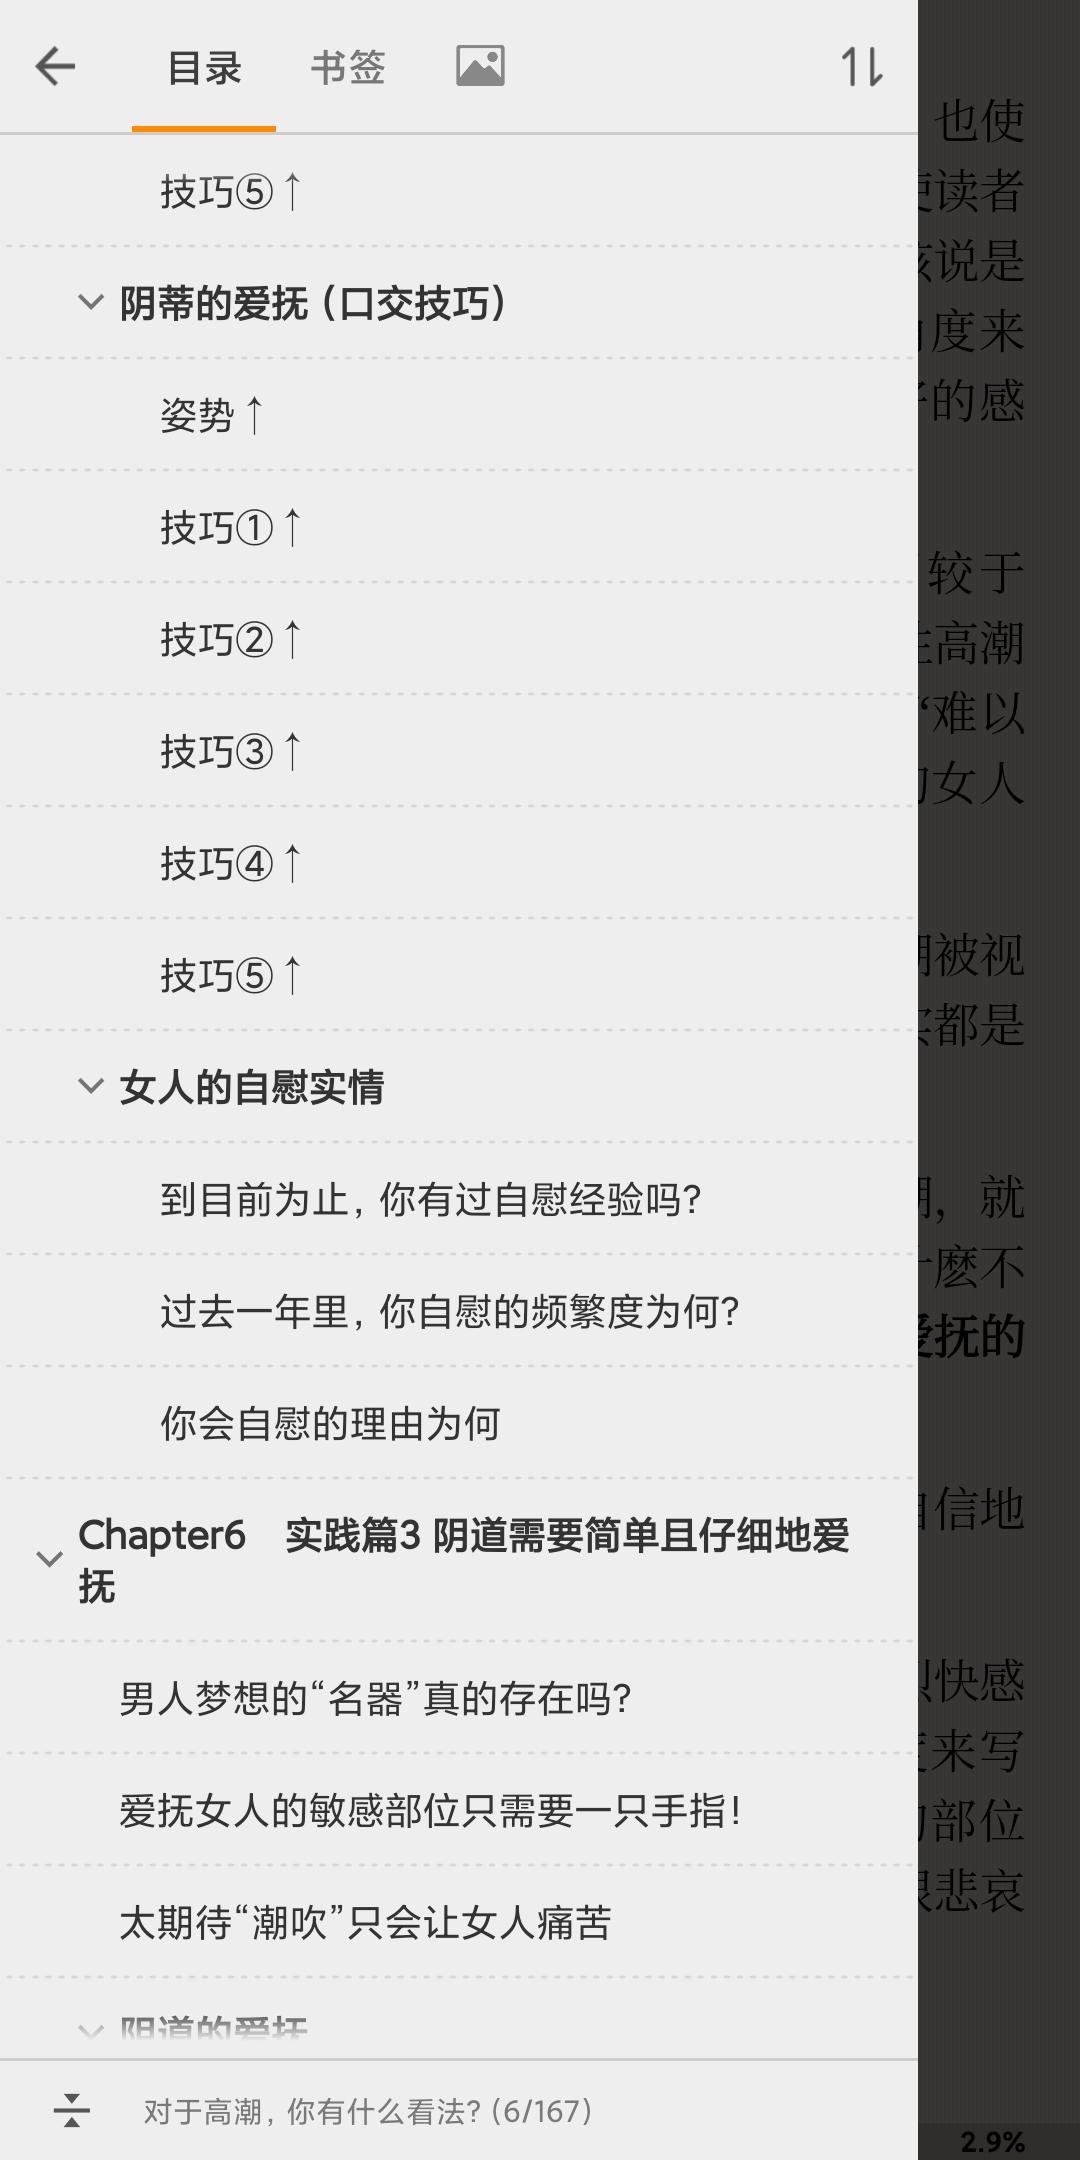 目录 书签
技巧⑤↑
阴蒂的爱抚（口交技巧）
姿势↑
技巧①↑
技巧②↑
技巧③↑
技巧④↑
技巧⑤↑
女人的自慰实情
到目前为止，你有过自慰经验吗？
过去一年里，你自慰的频繁度为何？
你会自慰的理由为何
Chapter6　实践篇3 阴道需要简单且仔细地爱
抚
男人梦想的“名器”真的存在吗？
爱抚女人的敏感部位只需要一只手指！
太期待“潮吹”只会让女人痛苦
阴道的爱抚
对于高潮，你有什么看法？(6/167)
也使
读者
说是
度来
的感
较于
高潮
“难以
女人
被视
都是
，就
麽不
爱抚的
信地
快感
来写
部位
悲哀
2.9%